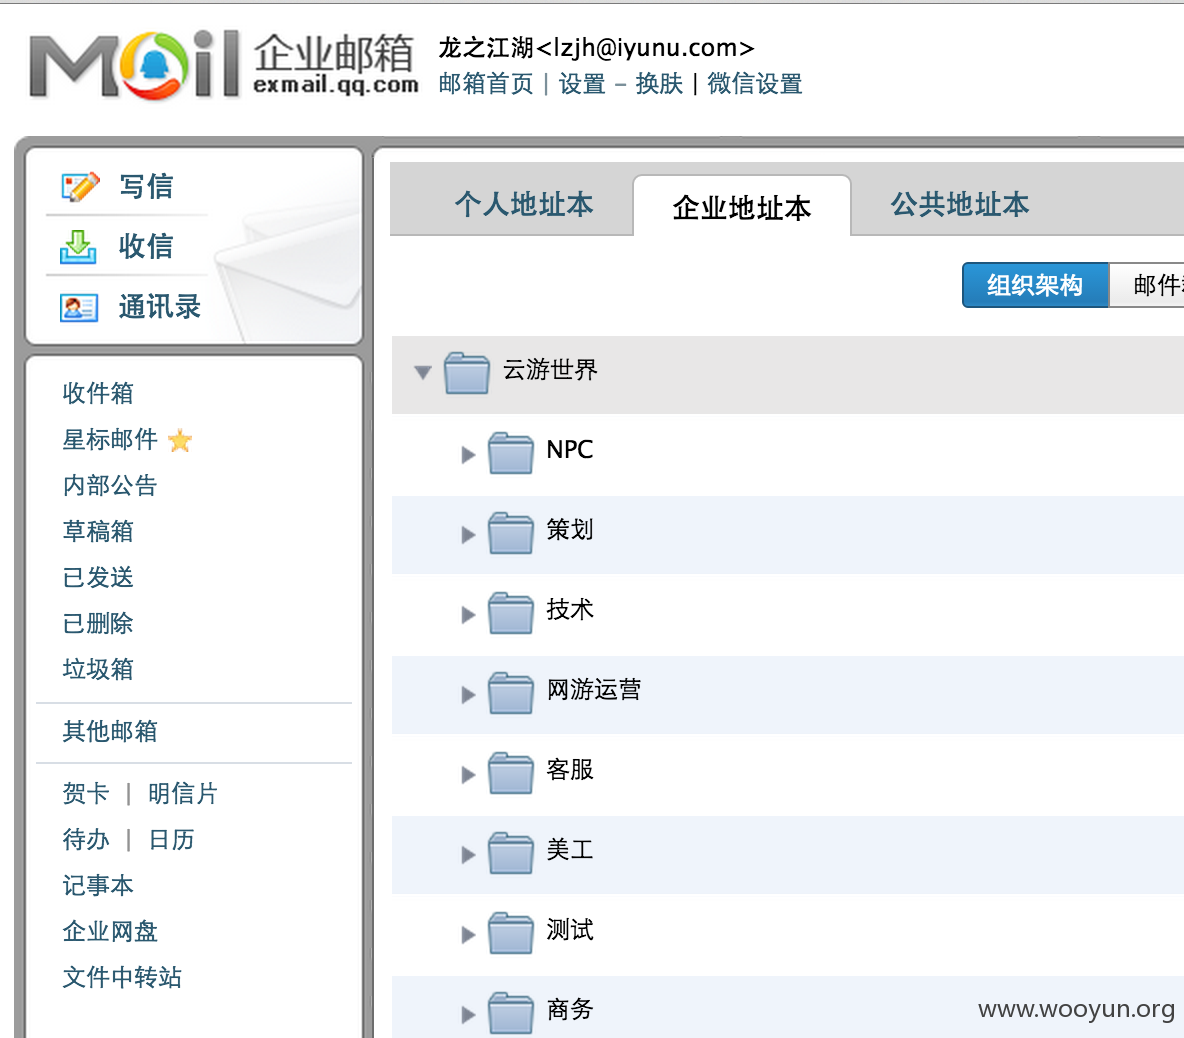 Mail 企业邮箱
exmail.qq.com
龙之江湖<lzjh@iyunu.com>
邮箱首页 | 设置 – 换肤 | 微信设置
写信
收信
通讯录
收件箱
星标邮件
内部公告
草稿箱
已发送
已删除
垃圾箱
其他邮箱
贺卡 | 明信片
待办 | 日历
记事本
企业网盘
文件中转站
个人地址本 企业地址本 公共地址本
组织架构 邮件
云游世界
NPC
策划
技术
网游运营
客服
美工
测试
商务
www.wooyun.org